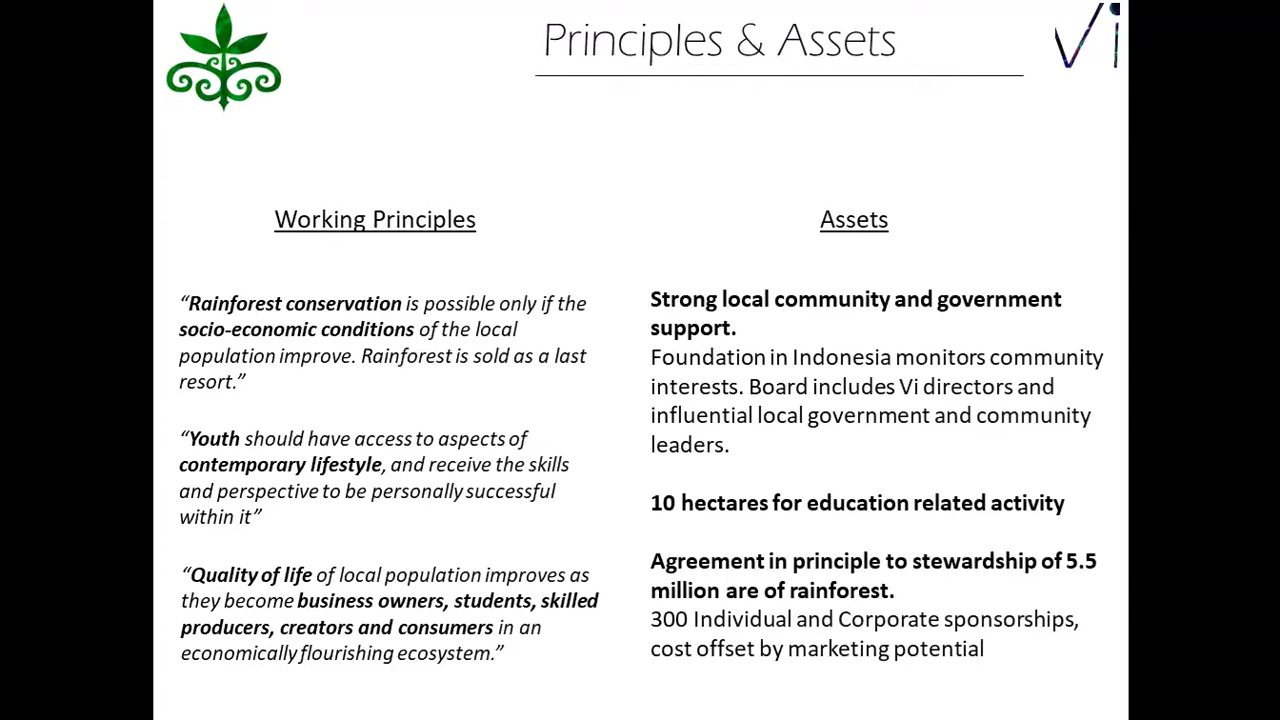 Principles & Assets
Vi
Working Principles
“Rainforest conservation is possible only if the
socio-economic conditions of the local
population improve. Rainforest is sold as a last
resort.”
“Youth should have access to aspects of
contemporary lifestyle, and receive the skills
and perspective to be personally successful
within it”
“Quality of life of local population improves as
they become business owners, students, skilled
producers, creators and consumers in an
economically flourishing ecosystem.”
Assets
Strong local community and government
support.
Foundation in Indonesia monitors community
interests. Board includes Vi directors and
influential local government and community
leaders.
10 hectares for education related activity
Agreement in principle to stewardship of 5.5
million are of rainforest.
300 Individual and Corporate sponsorships,
cost offset by marketing potential